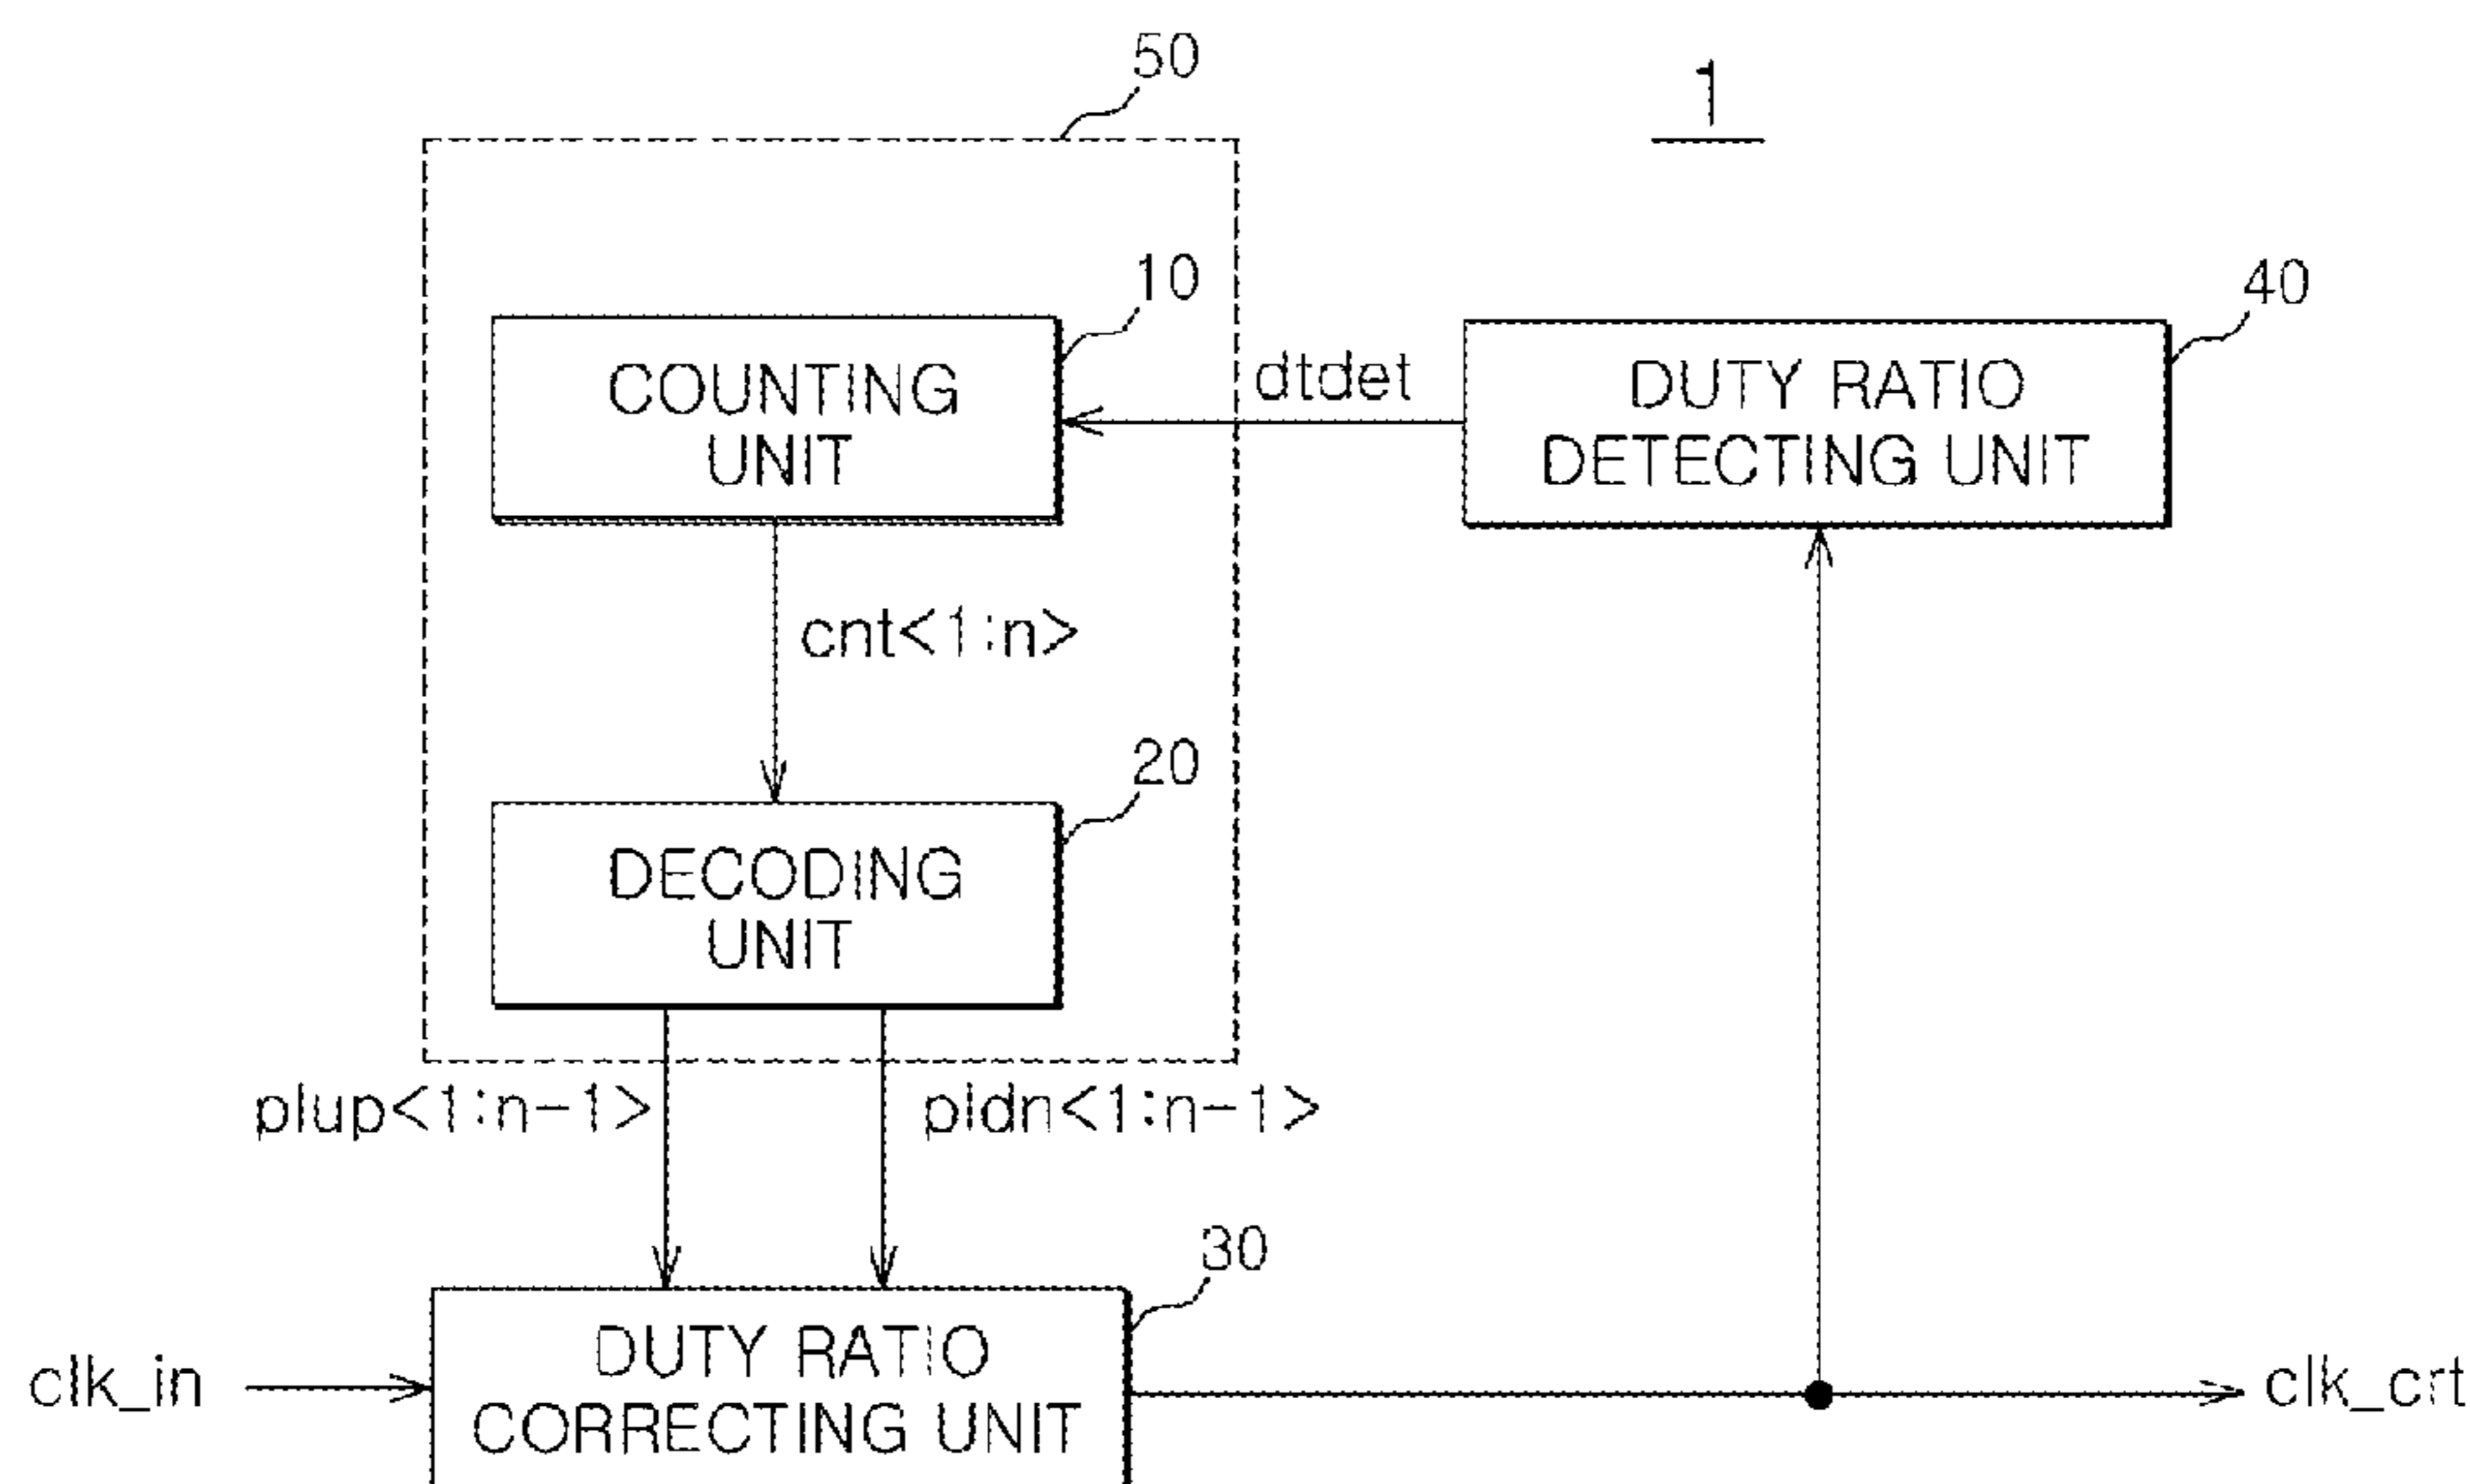 50
1
10
40
COUNTING
UNIT
dtdet
DUTY RATIO
DETECTING UNIT
cnt<1:n>
20
DECODING
UNIT
plup<1:n-1>
pldn<1:n-1>
30
clk_in
DUTY RATIO
CORRECTING UNIT
clk_crt